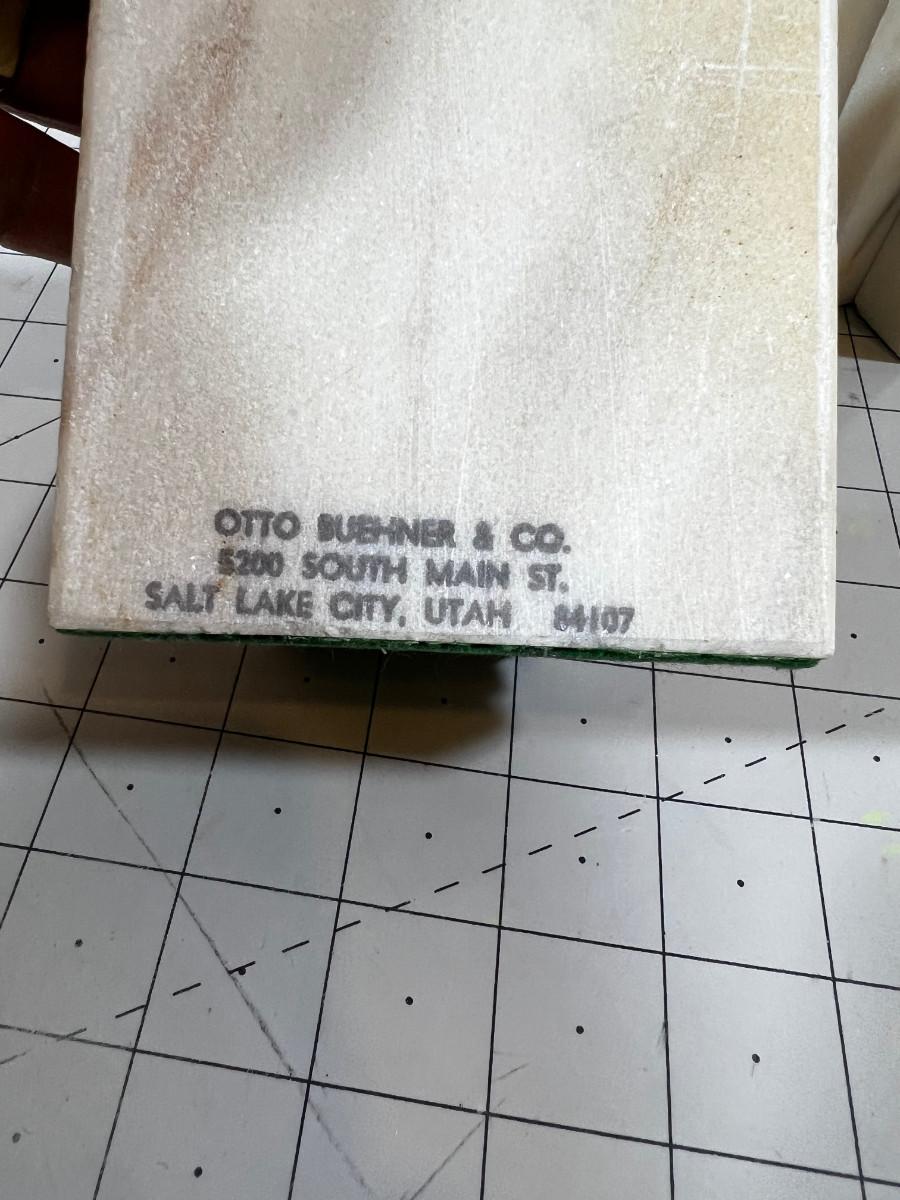 OTTO BUEHNER & CO.
5200 SOUTH MAIN ST.
SALT LAKE CITY, UTAH 84107